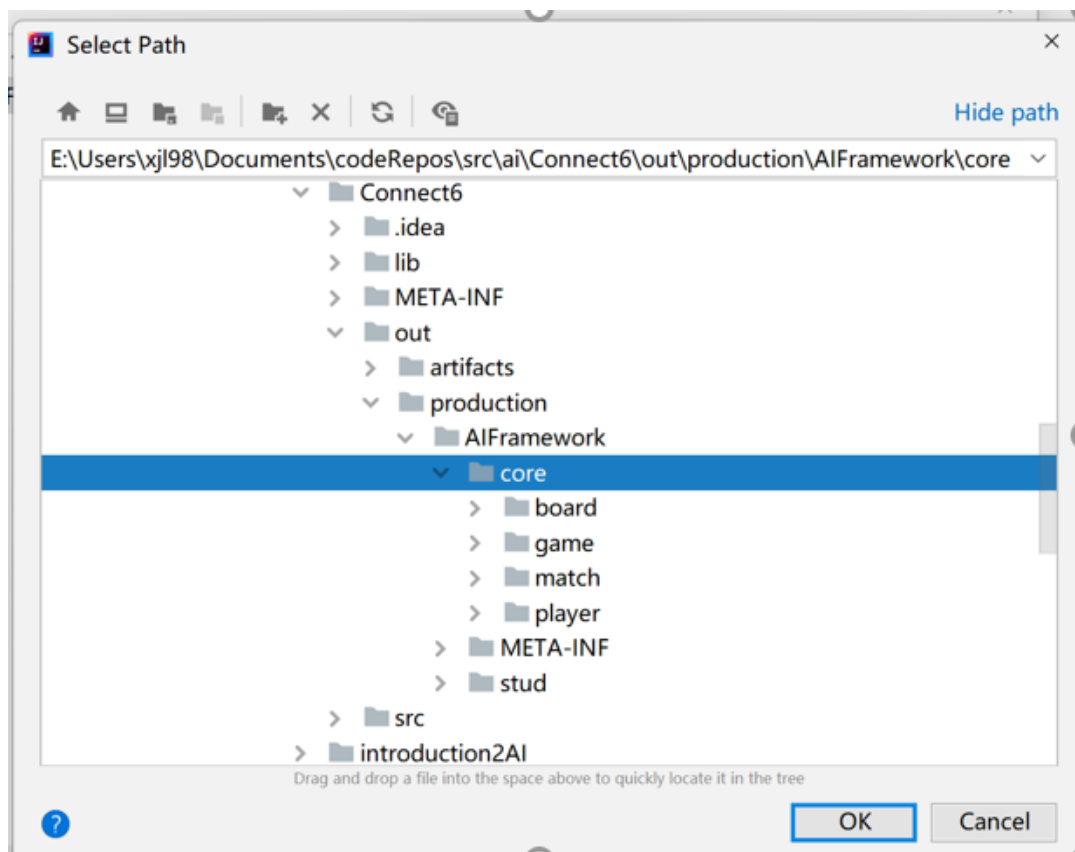 Select Path
Hide path
E:\Users\xjl98\Documents\codeRepos\src\ai\Connect6\out\production\AIFramework\core
Connect6
.idea
lib
META-INF
out
artifacts
production
AIFramework
core
board
game
match
player
META-INF
stud
src
introduction2AI
Drag and drop a file into the space above to quickly locate it in the tree
?
OK
Cancel